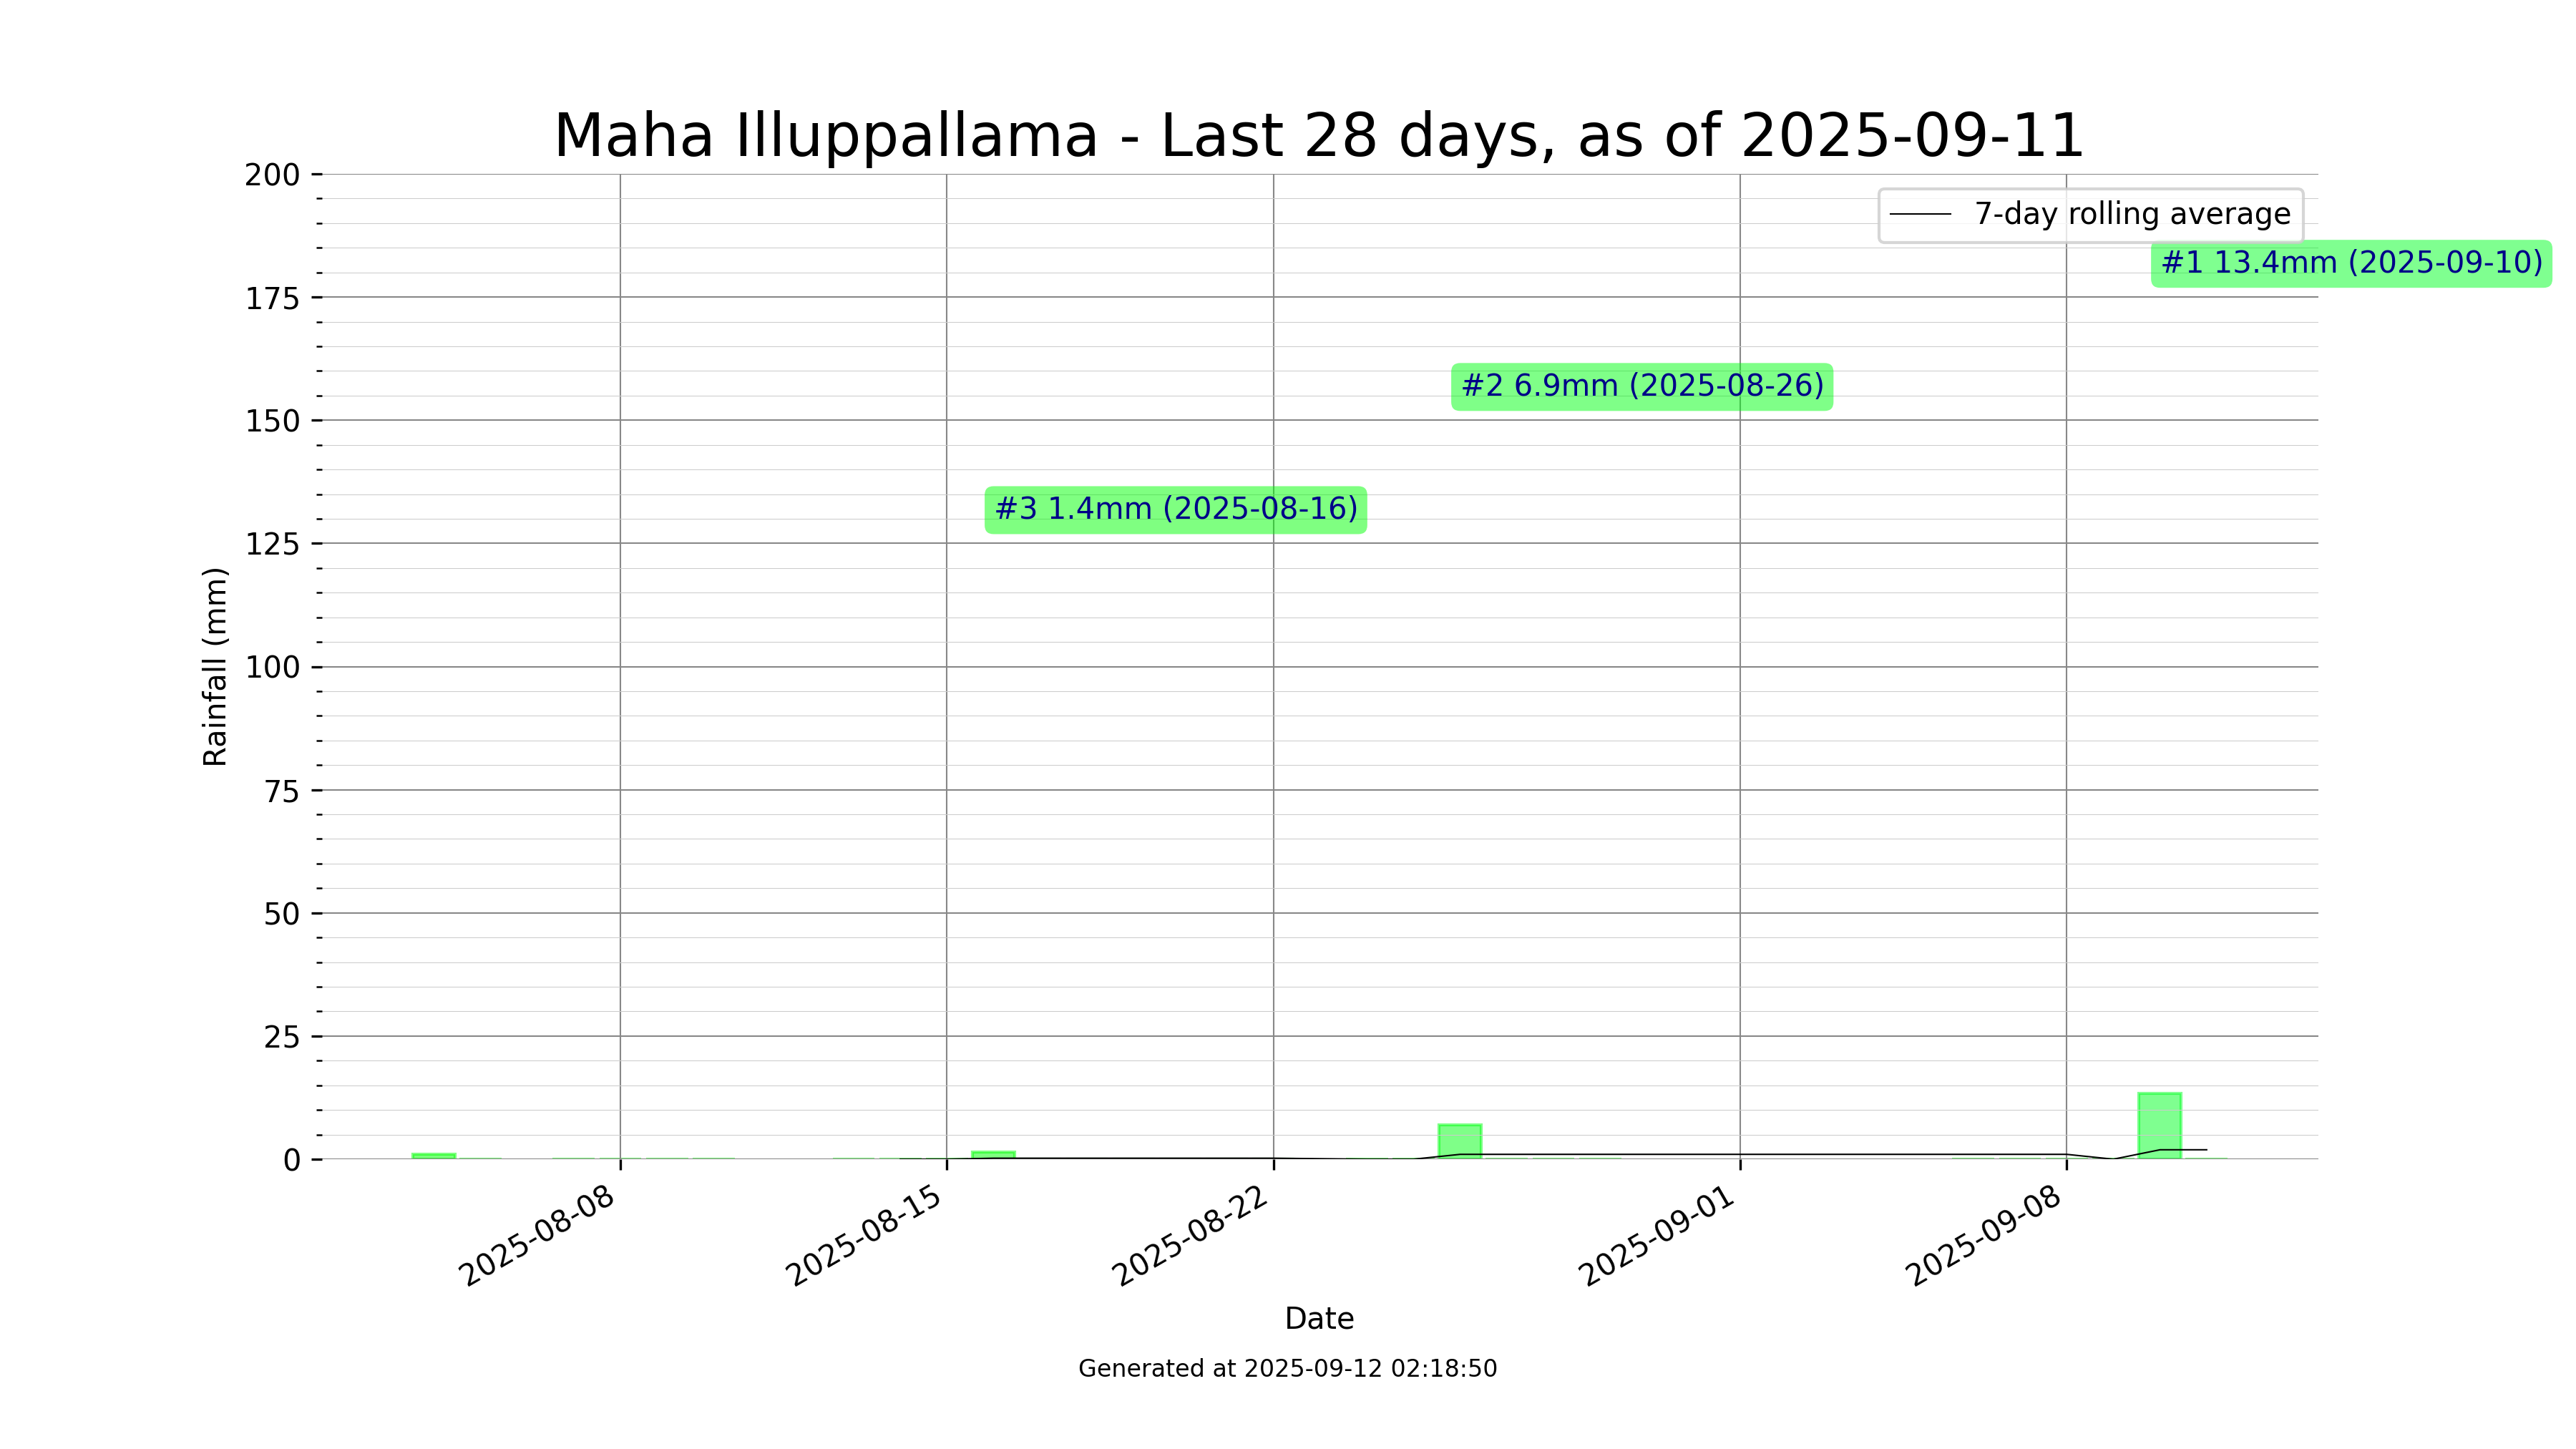 Maha Illuppallama - Last 28 days, as of 2025-09-11
200
175
150
125
100
75
50
25
0
Rainfall (mm)
7-day rolling average
#1 13.4mm (2025-09-10)
#2 6.9mm (2025-08-26)
#3 1.4mm (2025-08-16)
2025-08-08
2025-08-15
2025-08-22
2025-09-01
2025-09-08
Date
Generated at 2025-09-12 02:18:50